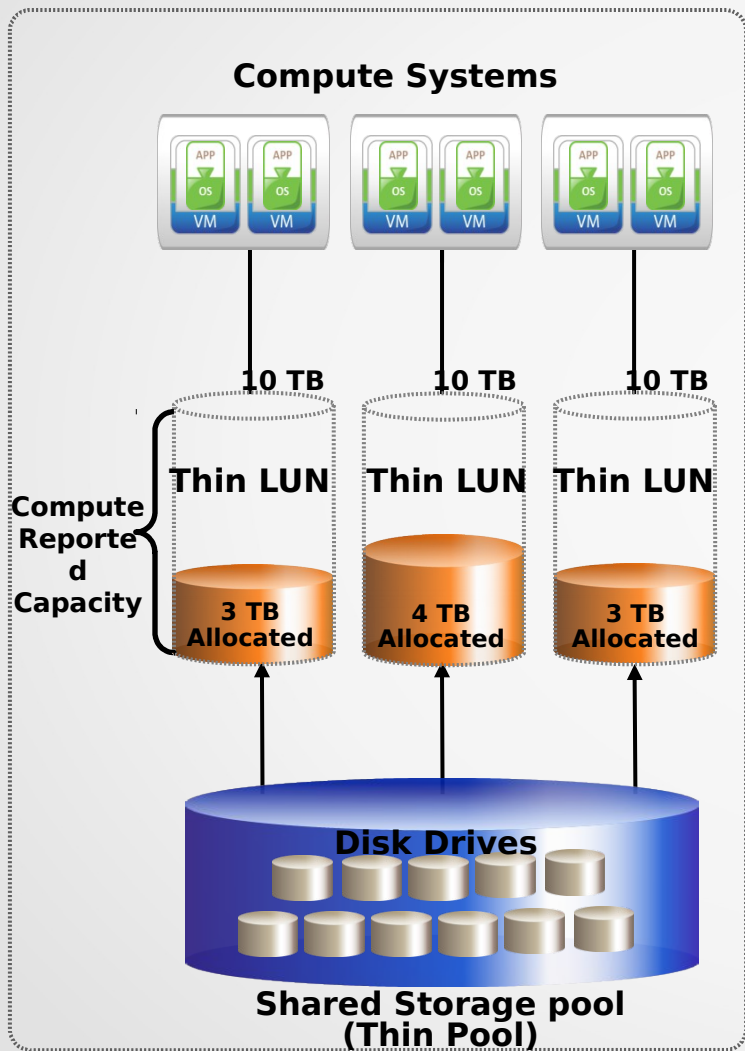 Compute Systems
APP APP APP APP APP APP
OS OS OS OS OS OS
VM VM VM VM VM VM
10 TB 10 TB 10 TB
Thin LUN Thin LUN Thin LUN
Compute
Reporte
d
Capacity
3 TB 4 TB 3 TB
Allocated Allocated Allocated
Disk Drives
Shared Storage pool
(Thin Pool)